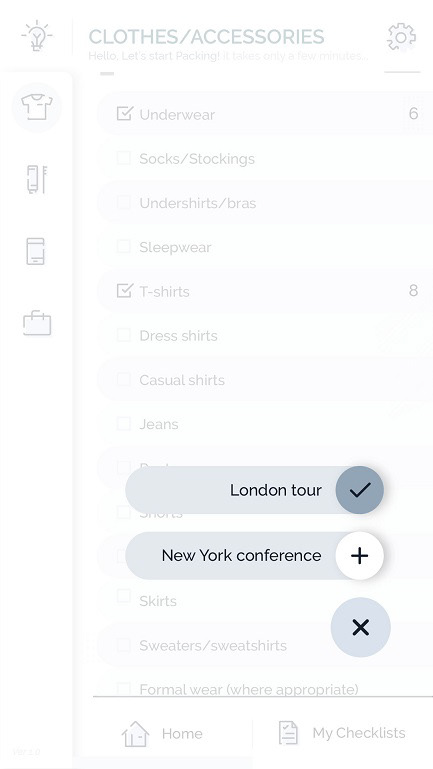 CLOTHES/ACCESSORIES
Hello, Let's start Packing! It takes only a few minutes...
Underwear 6
Socks/Stockings
Undershirts/bras
Sleepwear
T-shirts 8
Dress shirts
Casual shirts
Jeans
London tour
Shorts
New York conference
Skirts
Sweaters/sweatshirts
Formal wear (where appropriate)
Home My Checklists